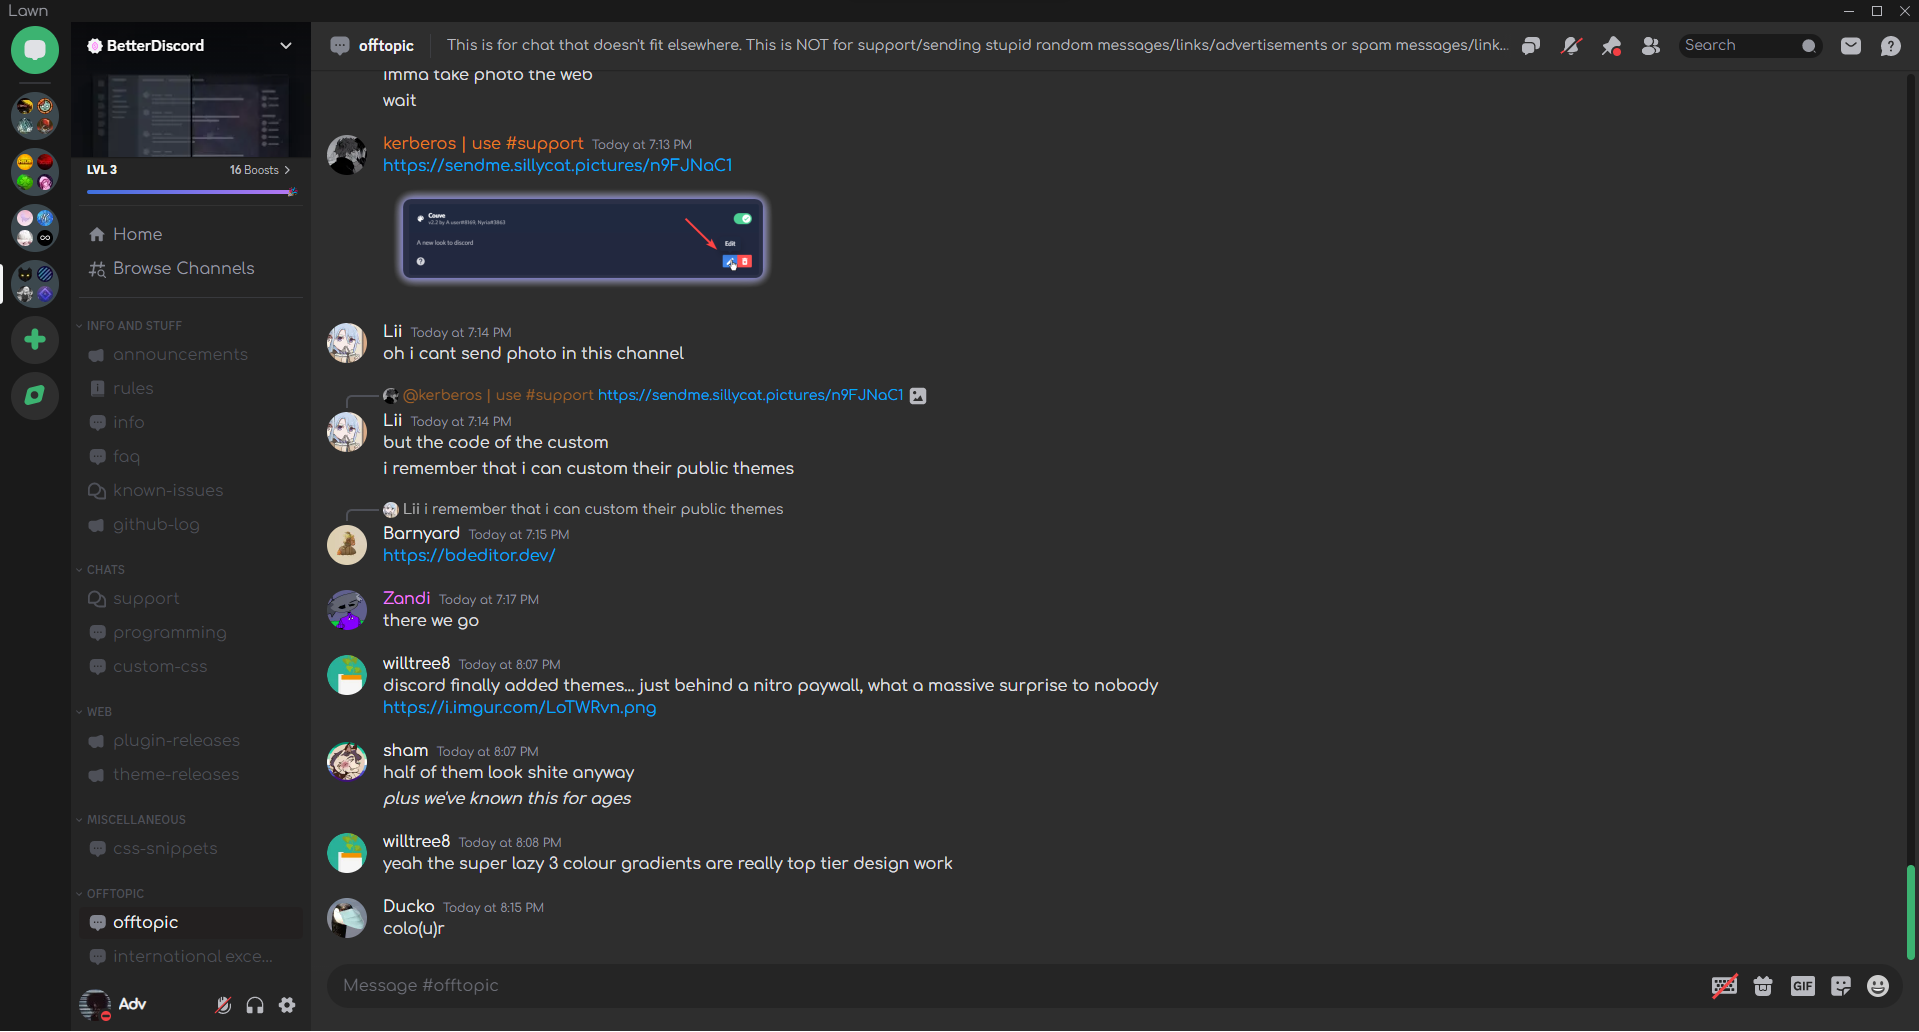 Lawn
BetterDiscord
LVL 3
16 Boosts
Home
Browse Channels
INFO AND STUFF
announcements
rules
info
faq
known-issues
github-log
CHATS
support
programming
custom-css
WEB
plugin-releases
theme-releases
MISCELLANEOUS
css-snippets
OFFTOPIC
offtopic
international exce...
Adv
offtopic
This is for chat that doesn't fit elsewhere. This is NOT for support/sending stupid random messages/links/advertisements or spam messages/link...
Search
imma take photo the web
wait
kerberos | use #support Today at 7:13 PM
https://sendme.sillycat.pictures/n9FJNaC1
Couve
v2.2 by A user#8169, Nyria#3863
A new look to discord
Edit
Lii Today at 7:14 PM
oh i cant send photo in this channel
@kerberos | use #support https://sendme.sillycat.pictures/n9FJNaC1
Lii Today at 7:14 PM
but the code of the custom
i remember that i can custom their public themes
Lii i remember that i can custom their public themes
Barnyard Today at 7:15 PM
https://bdeditor.dev/
Zandi Today at 7:17 PM
there we go
willtree8 Today at 8:07 PM
discord finally added themes... just behind a nitro paywall, what a massive surprise to nobody
https://i.imgur.com/LoTWRvn.png
sham Today at 8:07 PM
half of them look shite anyway
plus we've known this for ages
willtree8 Today at 8:08 PM
yeah the super lazy 3 colour gradients are really top tier design work
Ducko Today at 8:15 PM
colo(u)r
Message #offtopic
GIF